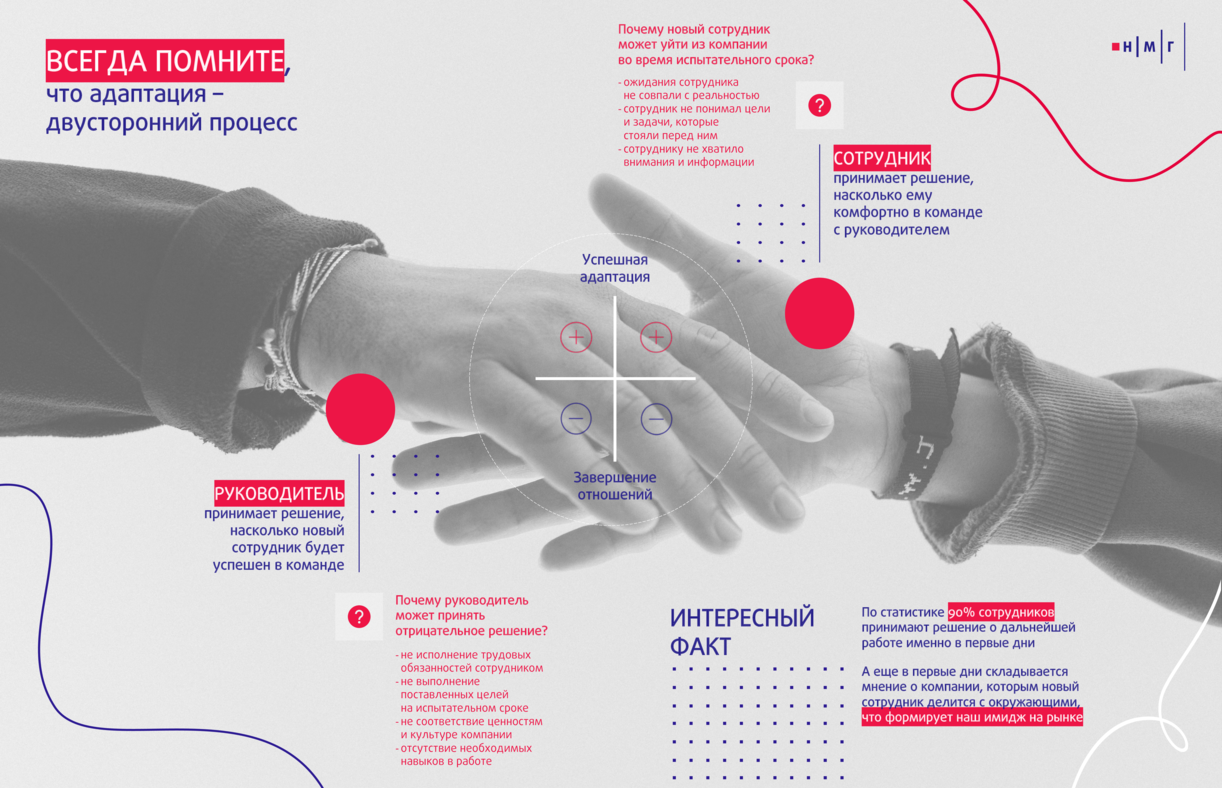 ВСЕГДА ПОМНИТЕ,
что адаптация –
двусторонний процесс
Почему новый сотрудник
может уйти из компании
во время испытательного срока?
- ожидания сотрудника
не совпали с реальностью
- сотрудник не понимал цели
и задачи, которые
стояли перед ним
- сотруднику не хватило
внимания и информации
?
Н|М|Г
СОТРУДНИК
принимает решение,
насколько ему
комфортно в команде
с руководителем
Успешная
адаптация
+ +
− −
Завершение
отношений
РУКОВОДИТЕЛЬ
принимает решение,
насколько новый
сотрудник будет
успешен в команде
?
Почему руководитель
может принять
отрицательное решение?
- не исполнение трудовых
обязанностей сотрудником
- не выполнение
поставленных целей
на испытательном сроке
- не соответствие ценностям
и культуре компании
- отсутствие необходимых
навыков в работе
ИНТЕРЕСНЫЙ
ФАКТ
По статистике 90% сотрудников
принимают решение о дальнейшей
работе именно в первые дни
А еще в первые дни складывается
мнение о компании, которым новый
сотрудник делится с окружающими,
что формирует наш имидж на рынке